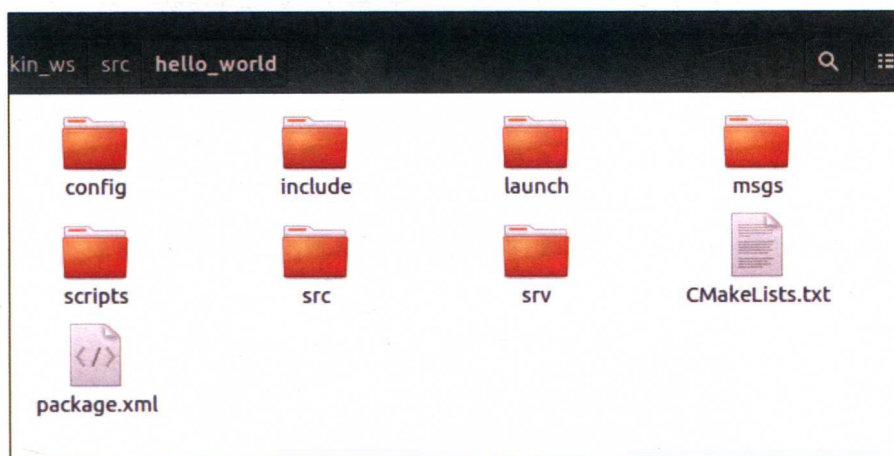 kin_ws src hello_world
config include launch msgs
scripts src srv CMakeLists.txt
package.xml